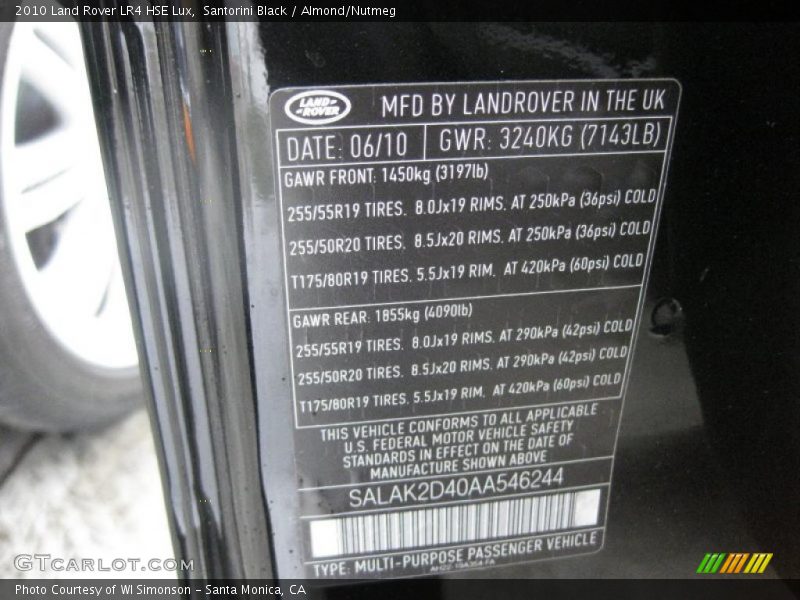 2010 Land Rover LR4 HSE Lux, Santorini Black / Almond/Nutmeg
LAND-
-ROVER
MFD BY LANDROVER IN THE UK
DATE: 06/10 GWR: 3240KG (7143LB)
GAWR FRONT: 1450kg (3197lb)
255/55R19 TIRES. 8.0Jx19 RIMS. AT 250kPa (36psi) COLD
255/50R20 TIRES. 8.5Jx20 RIMS. AT 250kPa (36psi) COLD
T175/80R19 TIRES. 5.5Jx19 RIM. AT 420kPa (60psi) COLD
GAWR REAR: 1855kg (4090lb)
255/55R19 TIRES. 8.0Jx19 RIMS. AT 290kPa (42psi) COLD
255/50R20 TIRES. 8.5Jx20 RIMS. AT 290kPa (42psi) COLD
T175/80R19 TIRES. 5.5Jx19 RIM. AT 420kPa (60psi) COLD
THIS VEHICLE CONFORMS TO ALL APPLICABLE
U.S. FEDERAL MOTOR VEHICLE SAFETY
STANDARDS IN EFFECT ON THE DATE OF
MANUFACTURE SHOWN ABOVE
SALAK2D40AA546244
TYPE: MULTI-PURPOSE PASSENGER VEHICLE
GTcarlot.com
Photo Courtesy of WI Simonson - Santa Monica, CA